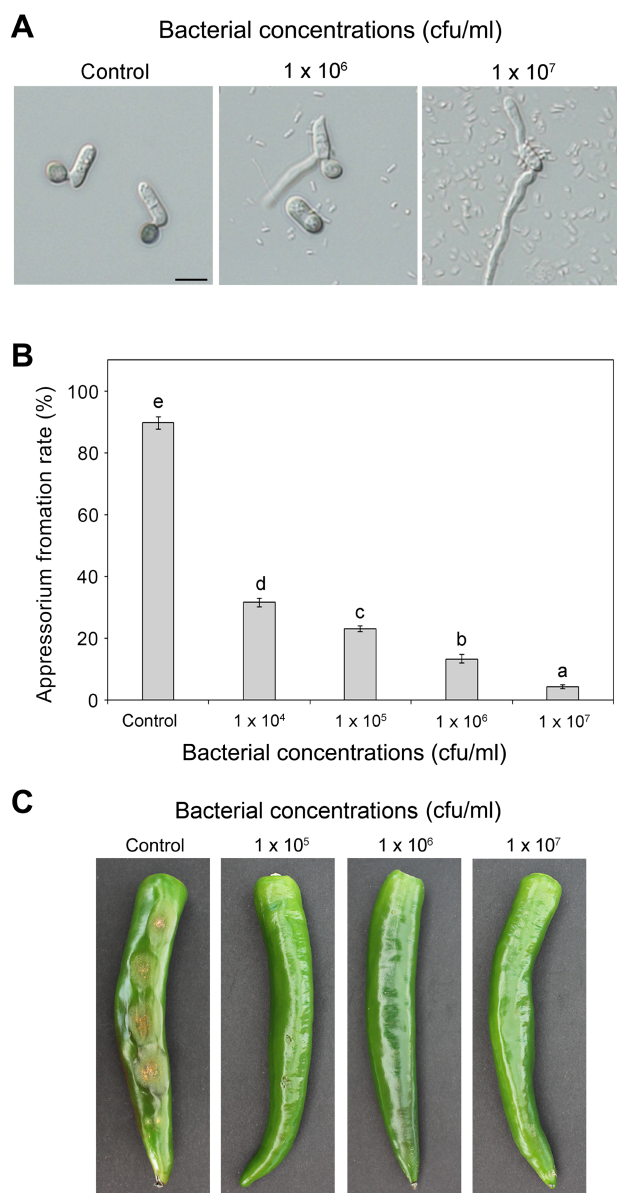 A
Bacterial concentrations (cfu/ml)
Control 1 x 10⁶ 1 x 10⁷
B
Appressorium fromation rate (%)
100
80
60
40
20
0
e
d
c
b
a
Control 1 x 10⁴ 1 x 10⁵ 1 x 10⁶ 1 x 10⁷
Bacterial concentrations (cfu/ml)
C
Bacterial concentrations (cfu/ml)
Control 1 x 10⁵ 1 x 10⁶ 1 x 10⁷